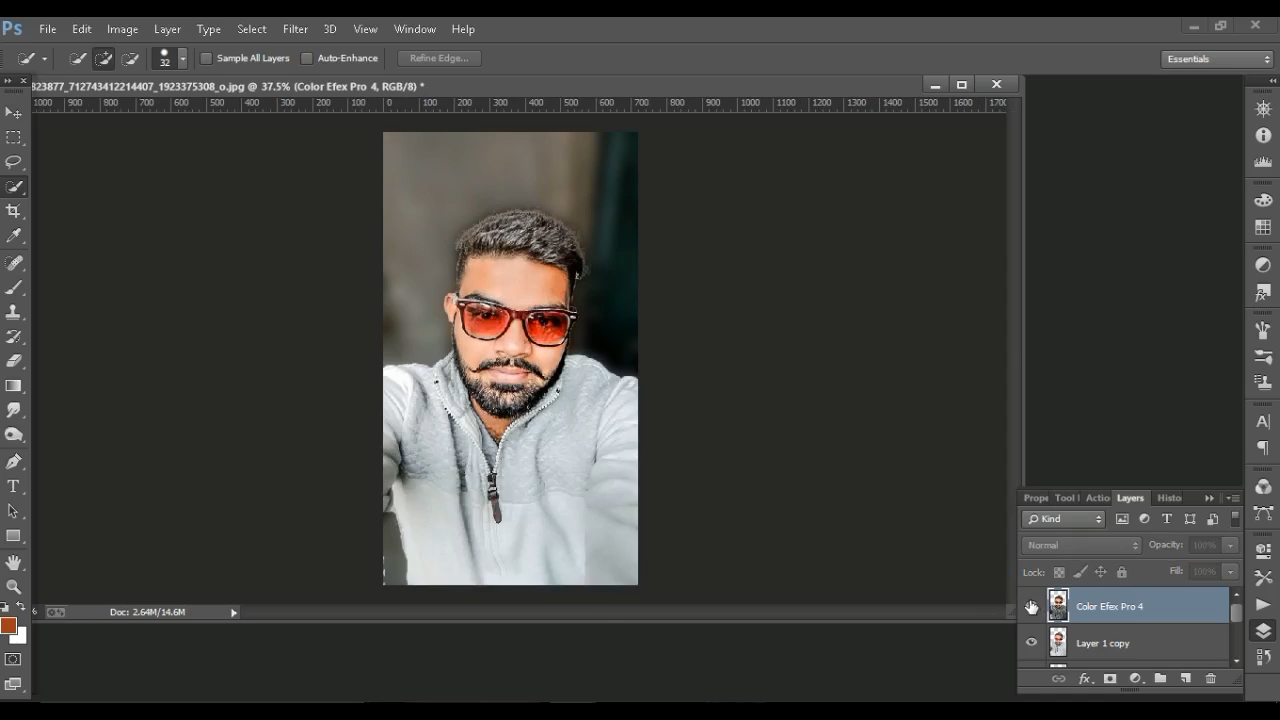 Ps File Edit Image Layer Type Select Filter 3D View Window Help
32 Sample All Layers Auto-Enhance Refine Edge... Essentials
823877_712743412214407_1923375308_o.jpg @ 37.5% (Color Efex Pro 4, RGB/8) *
1000 900 800 700 600 500 400 300 200 100 0 100 200 300 400 500 600 700 800 900 1000 1100 1200 1300 1400 1500 1600 1700
Prope Tool Actio Layers Histo
Kind
Normal Opacity: 100%
Lock: Fill: 100%
Color Efex Pro 4
Layer 1 copy
% Doc: 2.64M/14.6M